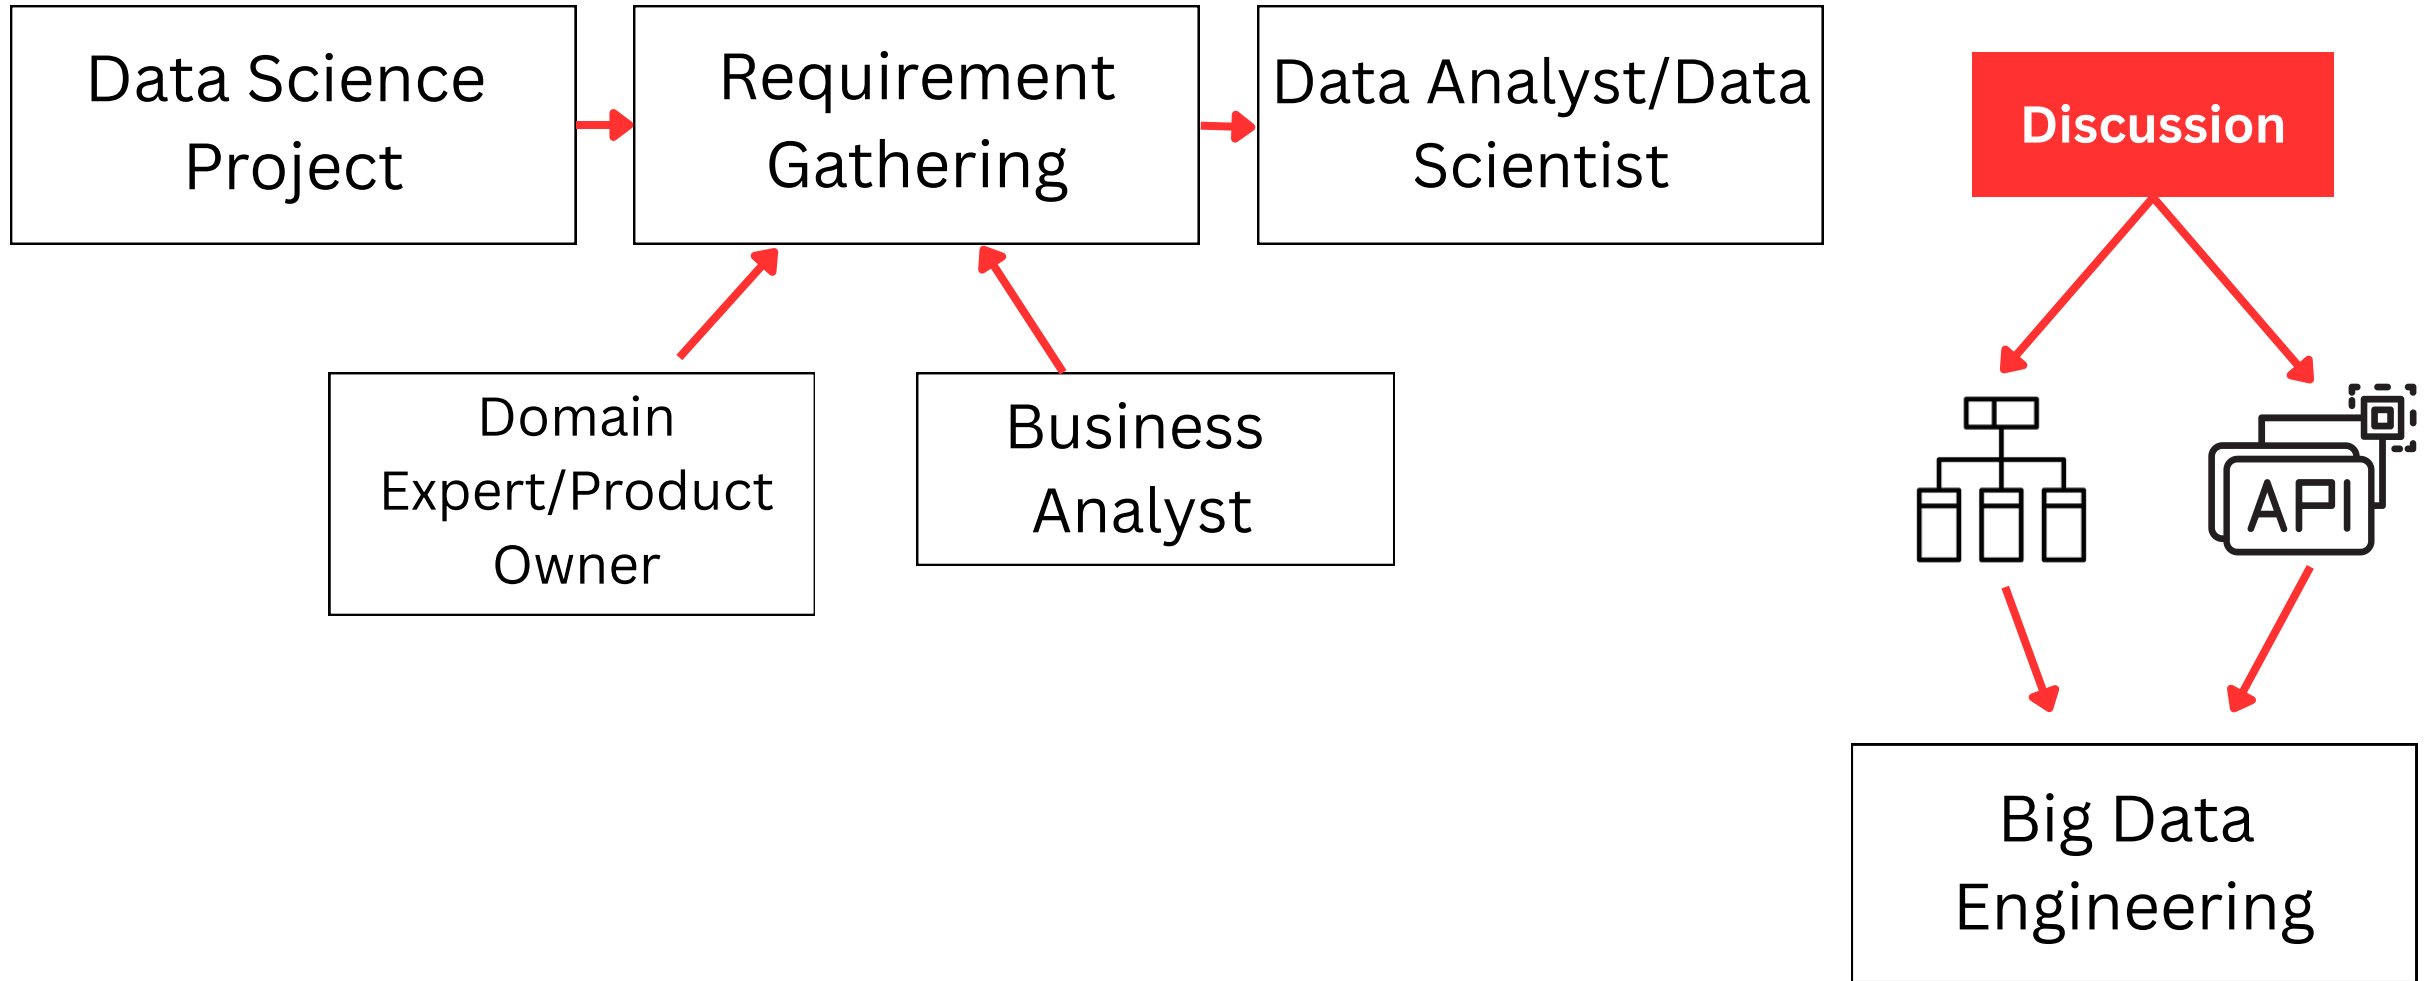 Data Science
Project
Requirement
Gathering
Data Analyst/Data
Scientist
Discussion
Domain
Expert/Product
Owner
Business
Analyst
API
Big Data
Engineering